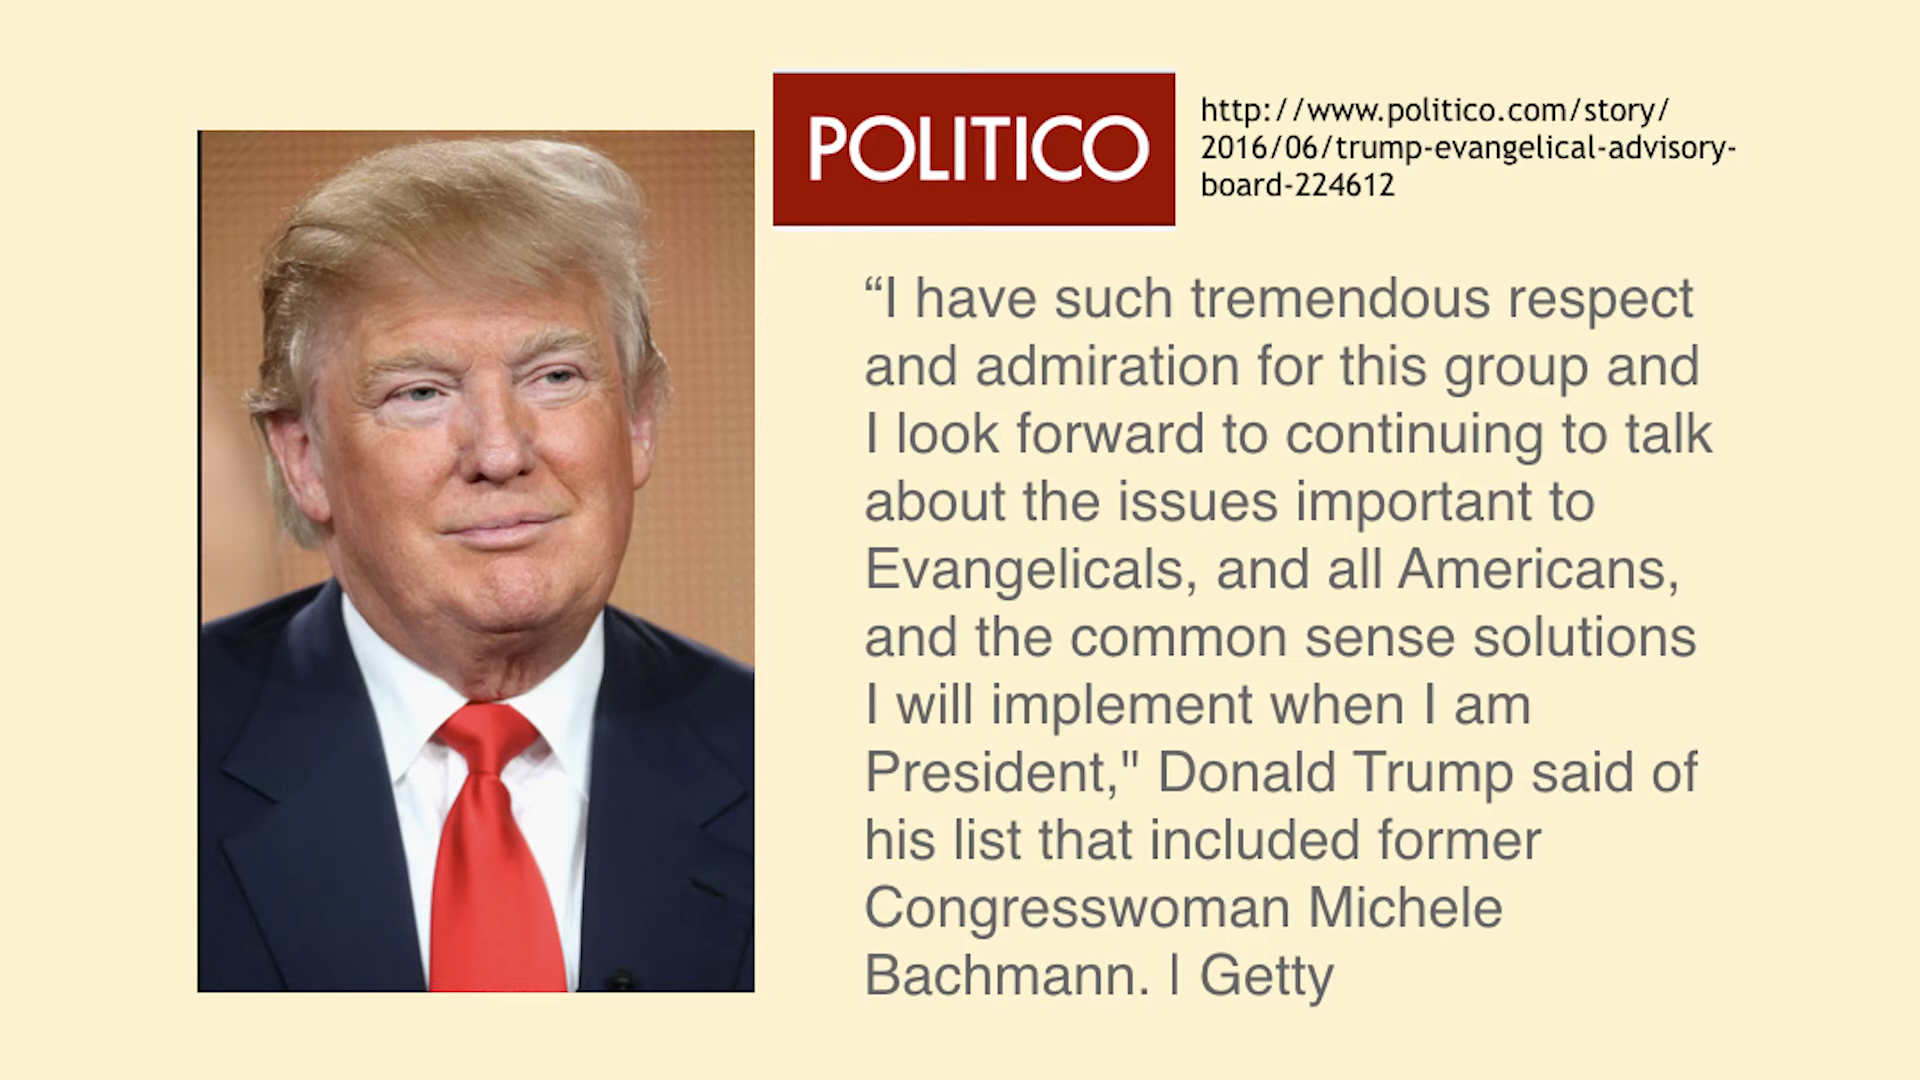 POLITICO
http://www.politico.com/story/
2016/06/trump-evangelical-advisory-
board-224612
“I have such tremendous respect
and admiration for this group and
I look forward to continuing to talk
about the issues important to
Evangelicals, and all Americans,
and the common sense solutions
I will implement when I am
President," Donald Trump said of
his list that included former
Congresswoman Michele
Bachmann. | Getty